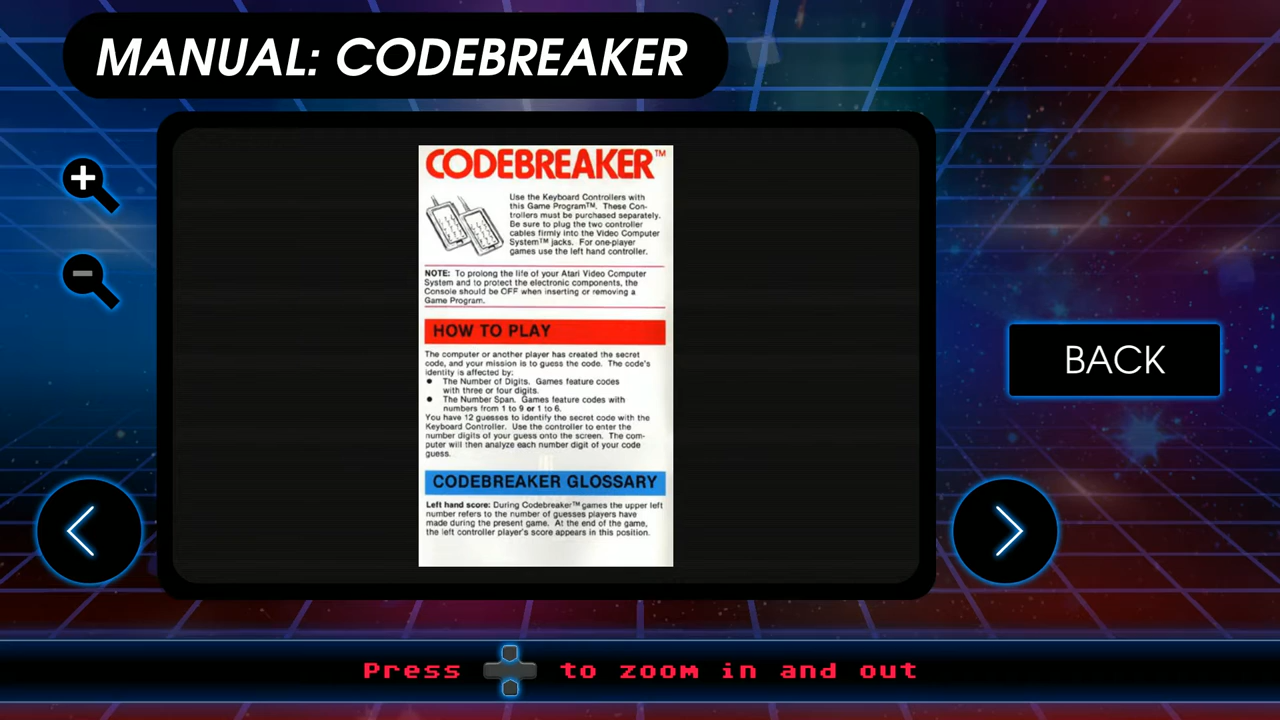 MANUAL: CODEBREAKER
CODEBREAKER™
Use the Keyboard Controllers with
this Game Program™. These Con-
trollers must be purchased separately.
Be sure to plug the two controller
cables firmly into the Video Computer
System™ jacks. For one-player
games use the left hand controller.
NOTE: To prolong the life of your Atari Video Computer
System and to protect the electronic components, the
Console should be OFF when inserting or removing a
Game Program.
HOW TO PLAY
The computer or another player has created the secret
code, and your mission is to guess the code. The code's
identity is affected by:
● The Number of Digits. Games feature codes
with three or four digits.
● The Number Span. Games feature codes with
numbers from 1 to 9 or 1 to 6.
You have 12 guesses to identify the secret code with the
Keyboard Controller. Use the controller to enter the
number digits of your guess onto the screen. The com-
puter will then analyze each number digit of your code
guess.
CODEBREAKER GLOSSARY
Left hand score: During Codebreaker™ games the upper left
number refers to the number of guesses players have
made during the present game. At the end of the game,
the left controller player's score appears in this position.
BACK
Press to zoom in and out